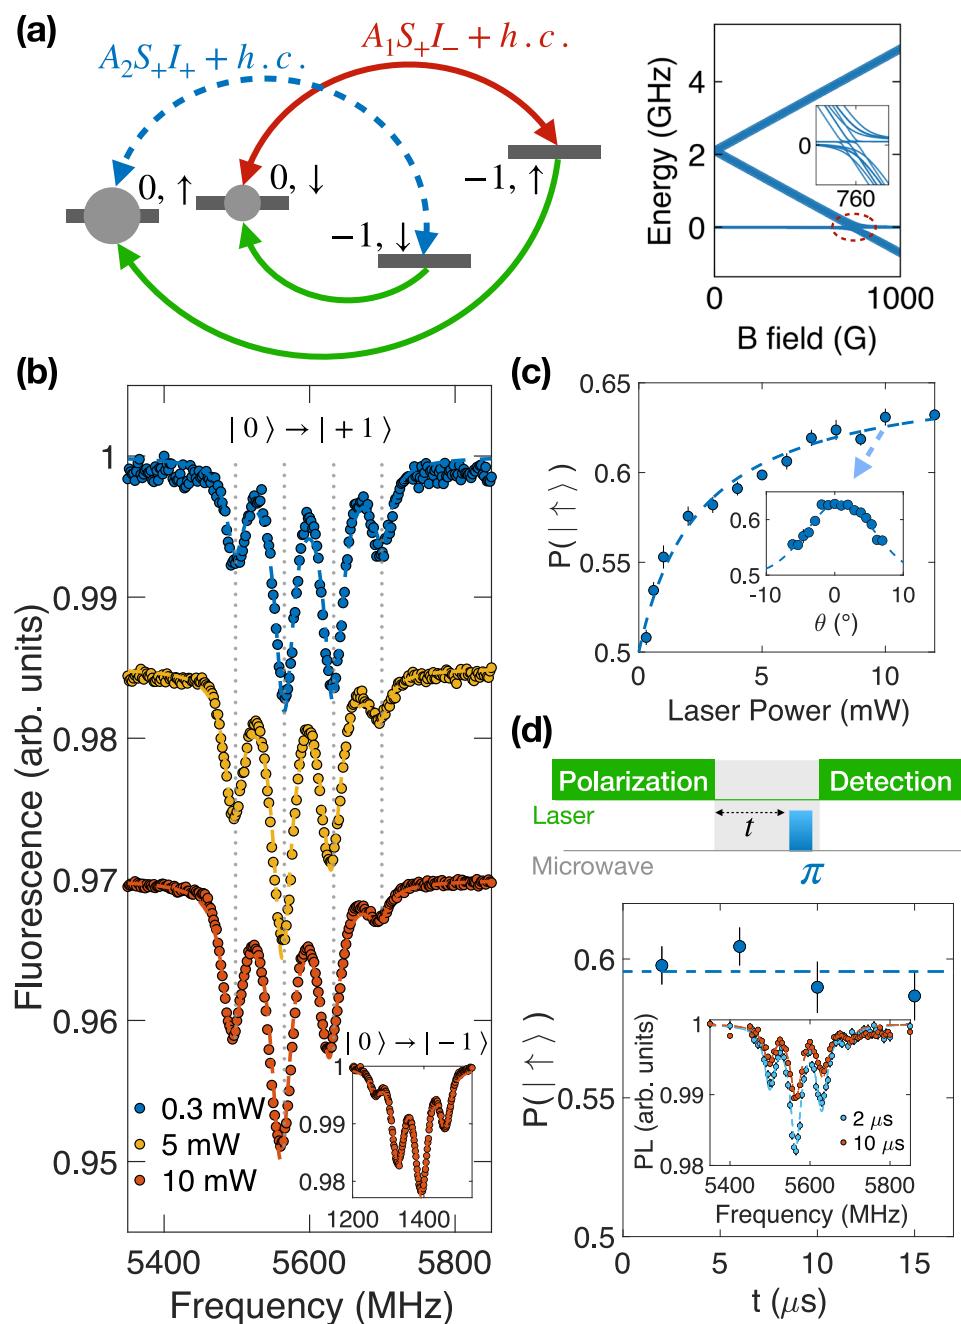 (a)
A₂S₊I₊ + h.c.
A₁S₊I₋ + h.c.
0, ↑
0, ↓
−1, ↑
−1, ↓
Energy (GHz)
4
2
0
0
760
0
1000
B field (G)
(b)
| 0 ⟩ → | + 1 ⟩
1
0.99
0.98
0.97
0.96
0.95
Fluorescence (arb. units)
0.3 mW
5 mW
10 mW
| 0 ⟩ → | − 1 ⟩
1
0.99
0.98
1200
1400
5400
5600
5800
Frequency (MHz)
(c)
0.65
0.6
0.55
0.5
P( | ↑ ⟩ )
0.6
0.5
-10
0
10
θ (°)
0
5
10
Laser Power (mW)
(d)
Polarization
Detection
Laser
t
Microwave
π
0.6
0.55
0.5
P( | ↑ ⟩ )
1
0.99
0.98
PL (arb. units)
2 μs
10 μs
5400
5600
5800
Frequency (MHz)
0
5
10
15
t (μs)